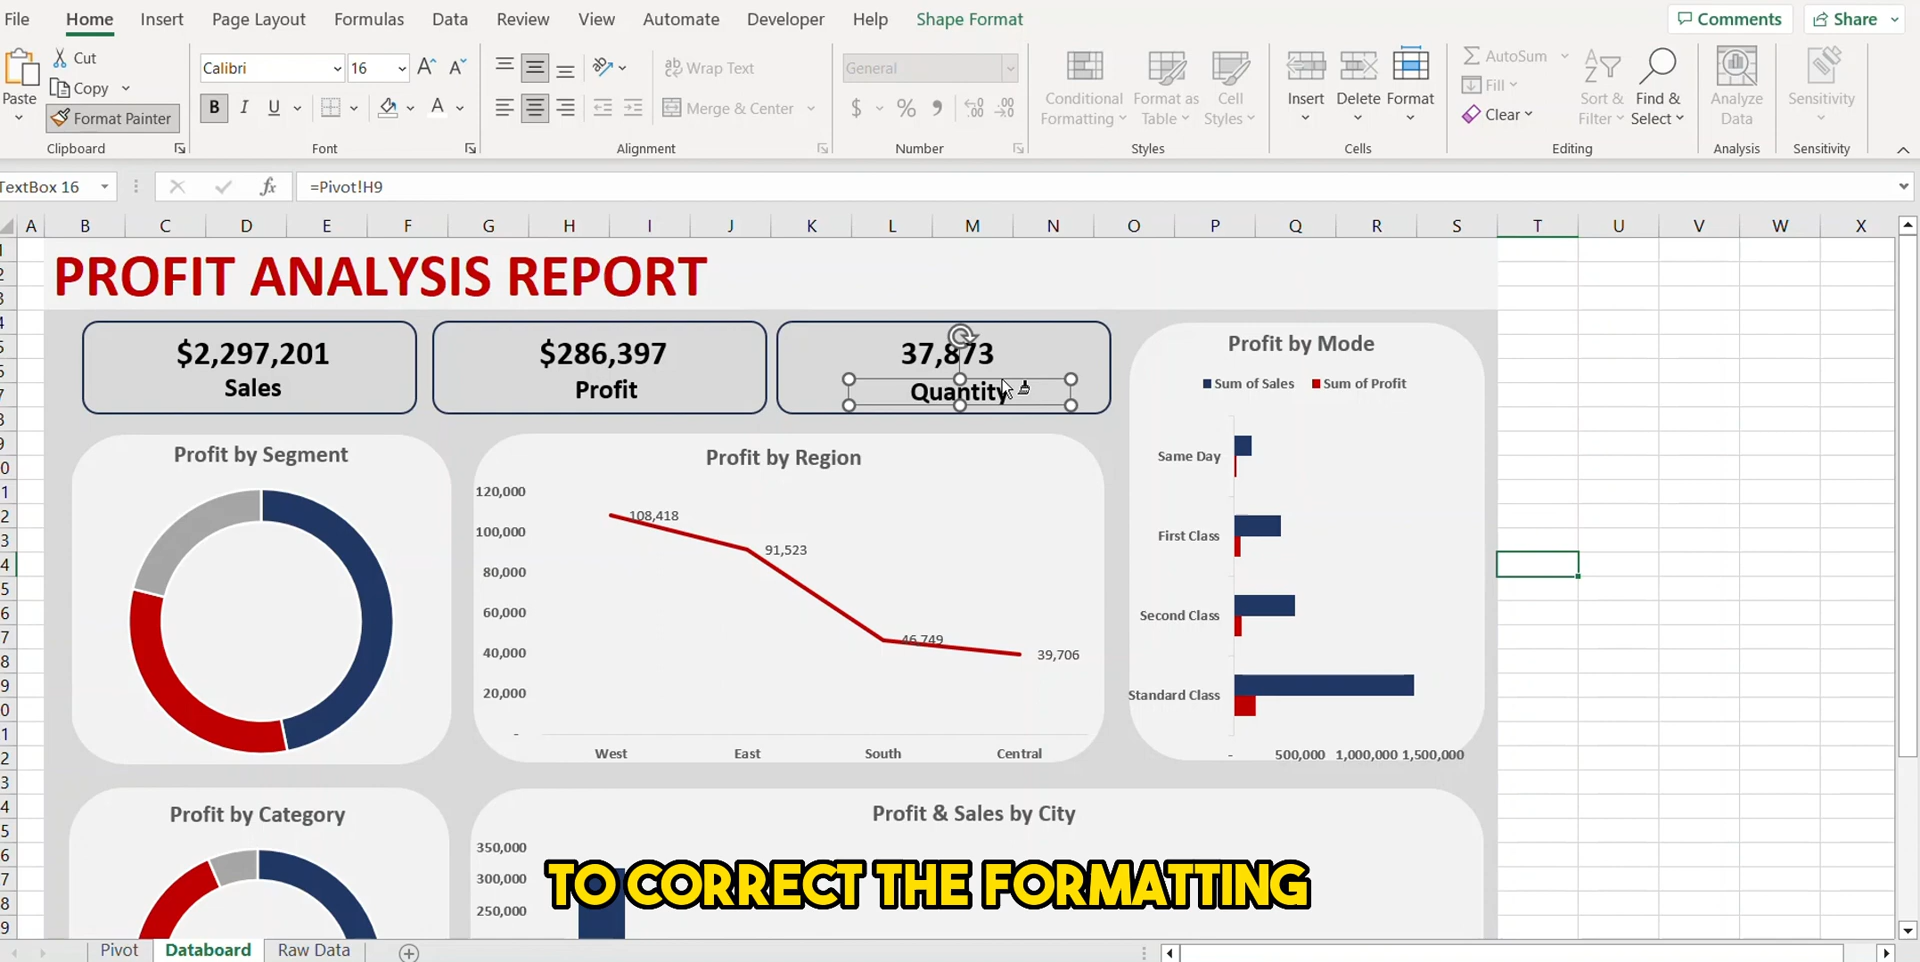 File Home Insert Page Layout Formulas Data Review View Automate Developer Help Shape Format Comments Share
Paste
Cut
Copy
Format Painter
Clipboard
Calibri 16 A A
B I U A
Font
ab Wrap Text
Merge & Center
Alignment
General
$ % ,
Number
Conditional Formatting
Format as Table
Cell Styles
Styles
Insert Delete Format
Cells
AutoSum
Fill
Clear
Sort & Filter
Find & Select
Editing
Analyze Data
Analysis
Sensitivity
Sensitivity
TextBox 16 fx =Pivot!H9
A B C D E F G H I J K L M N O P Q R S T U V W X
PROFIT ANALYSIS REPORT
$2,297,201
Sales
$286,397
Profit
37,873
Quantity
Profit by Mode
Sum of Sales Sum of Profit
Same Day
First Class
Second Class
Standard Class
- 500,000 1,000,000 1,500,000
Profit by Segment
Profit by Region
120,000
100,000
80,000
60,000
40,000
20,000
-
108,418
91,523
46,749
39,706
West East South Central
Profit by Category
Profit & Sales by City
350,000
300,000
250,000
TO CORRECT THE FORMATTING
Pivot Databoard Raw Data